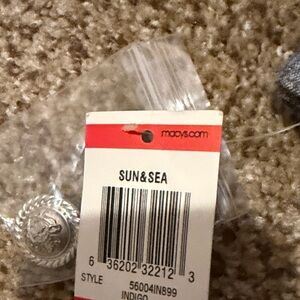 macys.com
SUN&SEA
6 36202 32212 3
STYLE 56004IN899
INDIGO